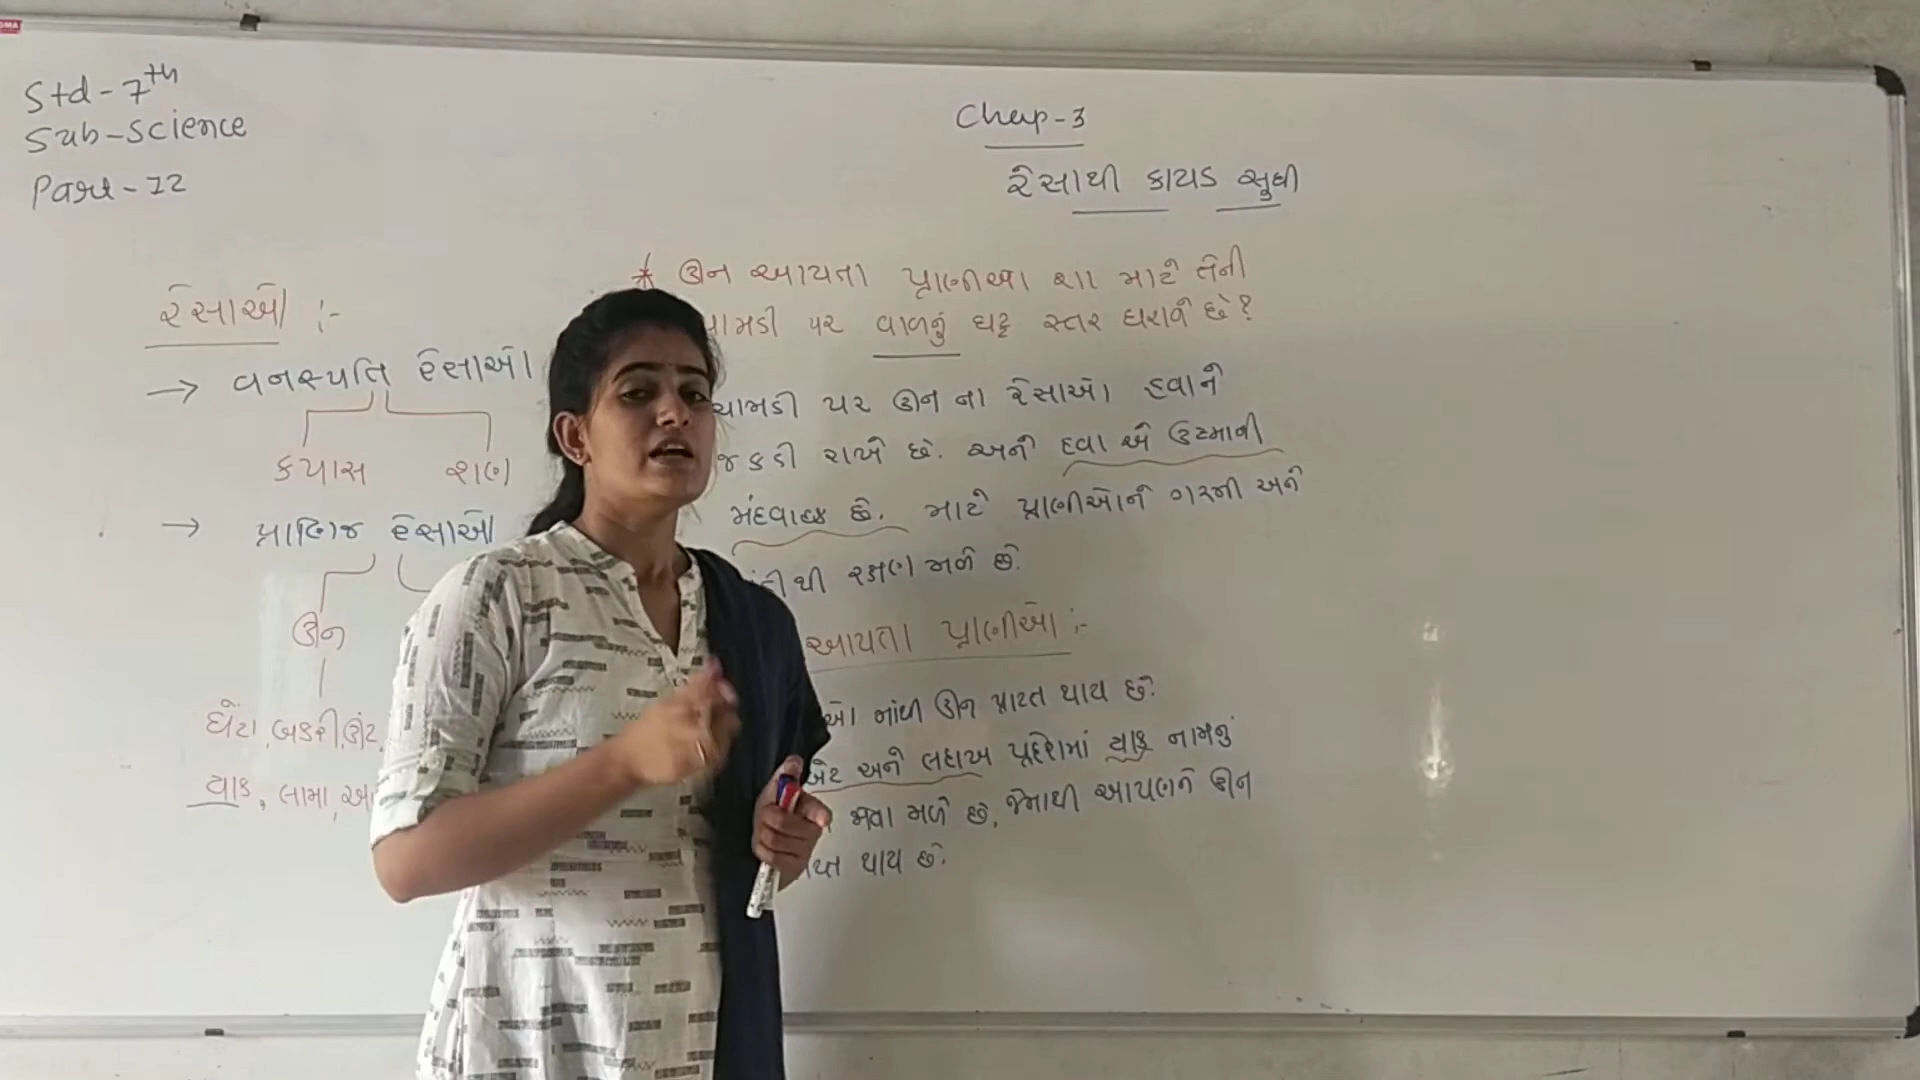 Std - 7th
Sub - Science
Part - 12
Chap - 3
રેસાથી કાપડ સુધી
રેસાઓ :-
→ વનસ્પતિ રેસાઓ
કપાસ શણ
→ પ્રાણિજ રેસાઓ
ઊન
ઘેંટા, બકરી, ઊંટ,
યાક, લામા,
* ઊન આપતા પ્રાણીઓ શા માટે તેની
પર વાળનું ઘટ્ટ સ્તર ધરાવે છે?
ચામડી પર ઊન ના રેસાઓ હવાને
જકડી રાખે છે. અને હવા એ ઉષ્માની
મંદવાહક છે. માટે પ્રાણીઓને ગરમી અને
રક્ષણ મળે છે.
આપતા પ્રાણીઓ :-
માંથી ઊન પ્રાપ્ત થાય છે.
અને લદાખ પ્રદેશમાં યાક નામનું
મળે છે, જેમાથી આપણને ઊન
થાય છે.